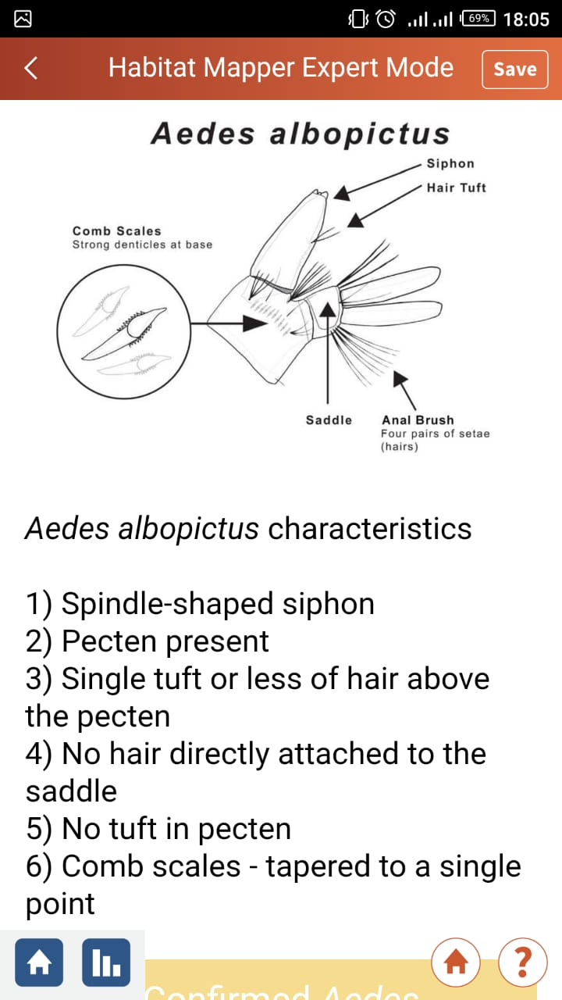 69% 18:05
Habitat Mapper Expert Mode
Save
Aedes albopictus
Siphon
Hair Tuft
Comb Scales
Strong denticles at base
Saddle
Anal Brush
Four pairs of setae
(hairs)
Aedes albopictus characteristics
1) Spindle-shaped siphon
2) Pecten present
3) Single tuft or less of hair above
the pecten
4) No hair directly attached to the
saddle
5) No tuft in pecten
6) Comb scales - tapered to a single
point
?
Confirmed Aedes